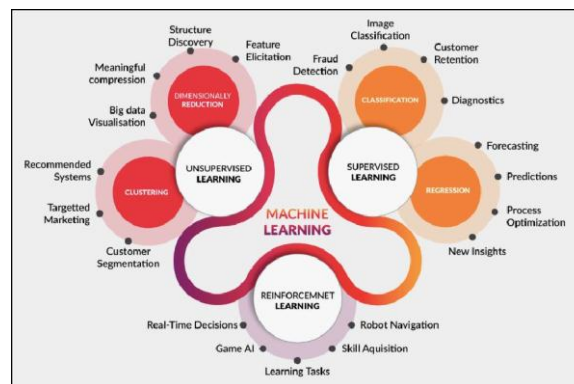 Structure
Discovery
Feature
Elicitation
Meaningful
compression
DIMENSIONALLY
REDUCTION
Big data
Visualisation
UNSUPERVISED
LEARNING
Recommended
Systems
CLUSTERING
Targetted
Marketing
Customer
Segmentation
Image
Classification
Fraud
Detection
Customer
Retention
CLASSIFICATION
Diagnostics
SUPERVISED
LEARNING
Forecasting
REGRESSION
Predictions
Process
Optimization
New Insights
MACHINE
LEARNING
REINFORCEMNET
LEARNING
Real-Time Decisions
Game AI
Learning Tasks
Robot Navigation
Skill Aquisition